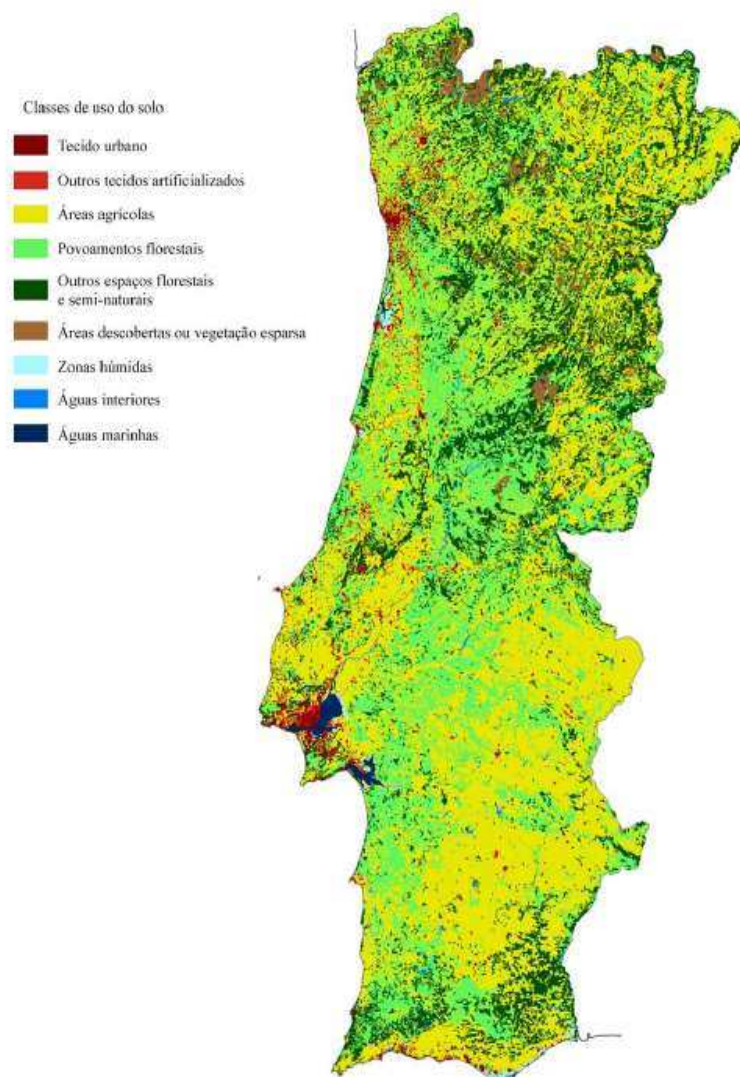 Classes de uso do solo
Tecido urbano
Outros tecidos artificializados
Áreas agrícolas
Povoamentos florestais
Outros espaços florestais
e semi-naturais
Áreas descobertas ou vegetação esparsa
Zonas húmidas
Águas interiores
Águas marinhas